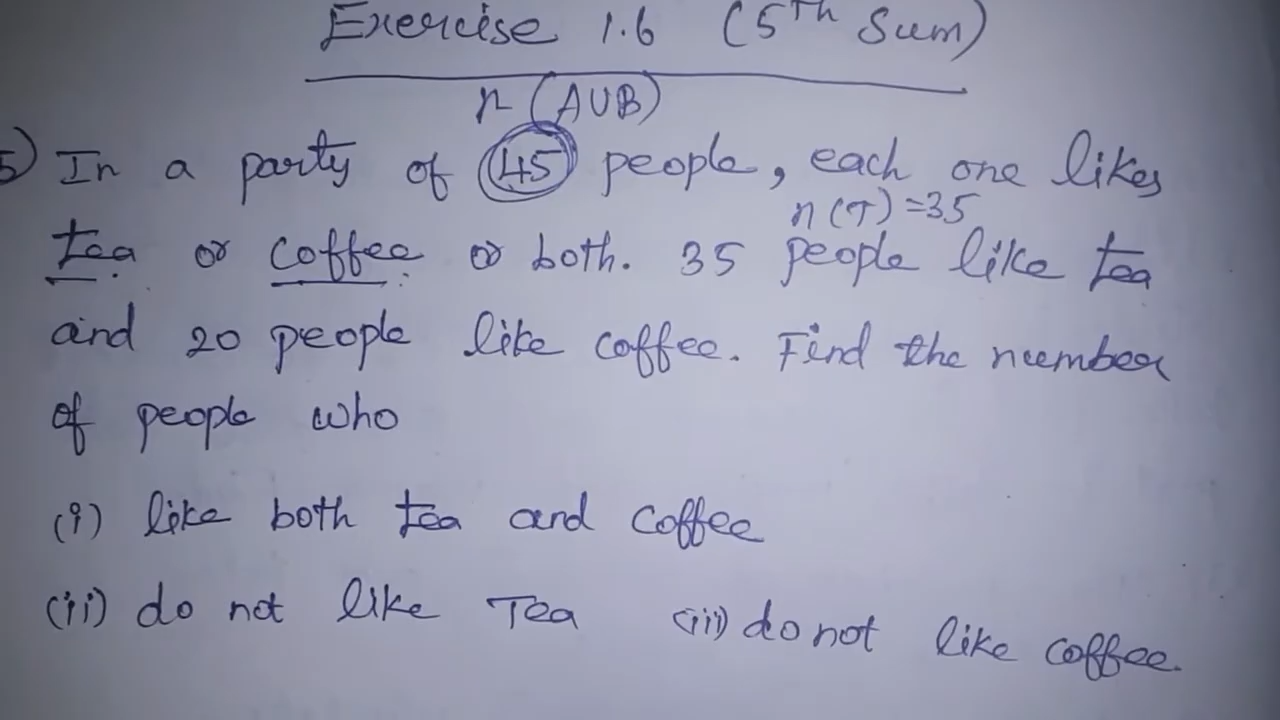 Exercise 1.6 (5Th Sum)
n (AUB)
5) In a party of 45 people, each one likes
n (T) = 35
tea or coffee or both. 35 people like tea
and 20 people like coffee. Find the number
of people who
(i) like both tea and coffee
(ii) do not like Tea (iii) do not like coffee.